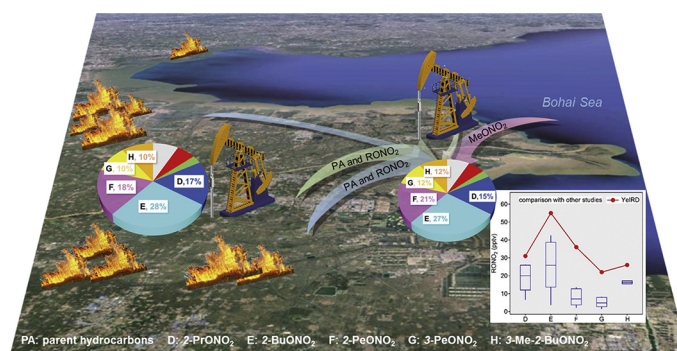 Bohai Sea
MeONO₂
PA and RONO₂
PA and RONO₂
H, 10%
G, 10%
F, 18%
E, 28%
D,17%
H, 12%
G, 12%
F, 21%
E, 27%
D,15%
comparison with other studies
YelRD
RONO₂ (pptv)
60
50
40
30
20
10
0
D E F G H
PA: parent hydrocarbons D: 2-PrONO₂ E: 2-BuONO₂ F: 2-PeONO₂ G: 3-PeONO₂ H: 3-Me-2-BuONO₂